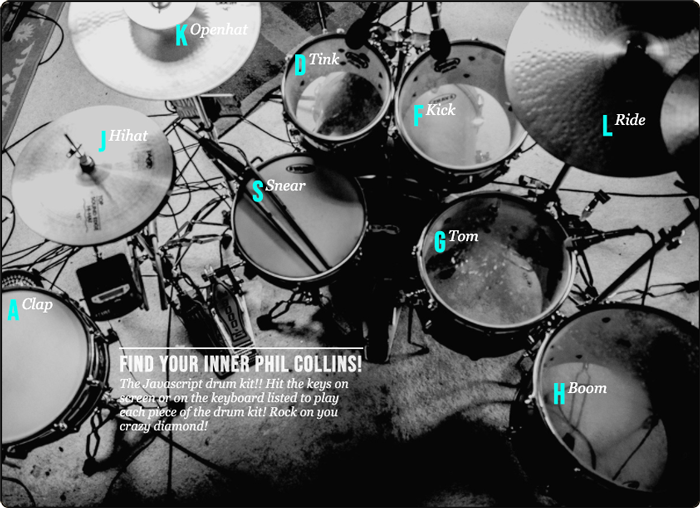 K Openhat
D Tink
F Kick
L Ride
J Hihat
S Snear
G Tom
A Clap
FIND YOUR INNER PHIL COLLINS!
The Javascript drum kit!! Hit the keys on
screen or on the keyboard listed to play
each piece of the drum kit! Rock on you
crazy diamond!
H Boom